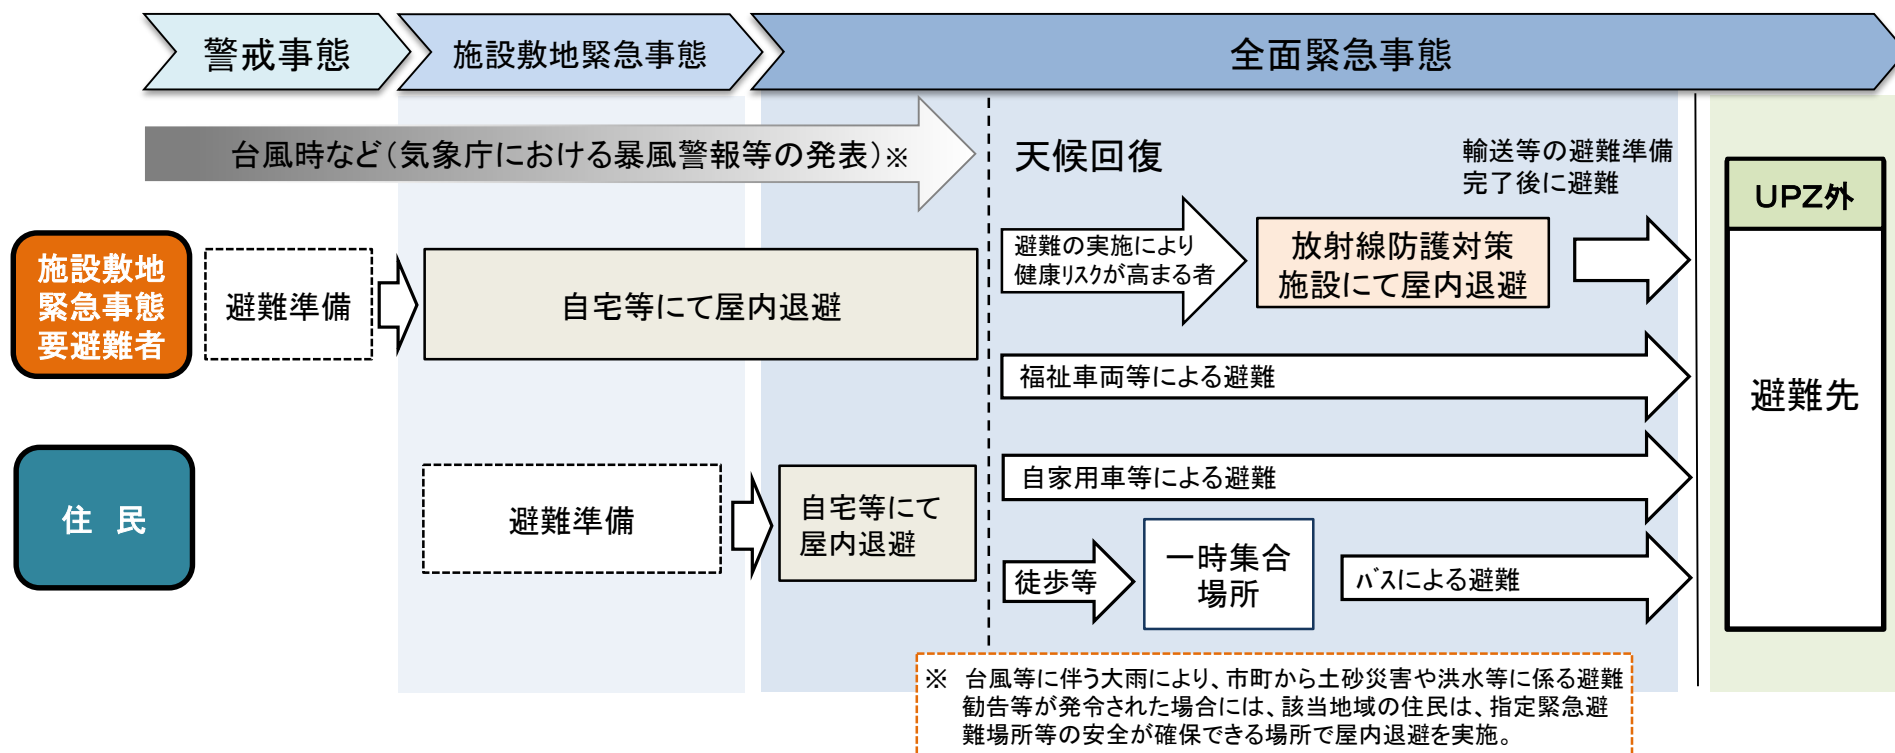 警戒事態
施設敷地緊急事態
全面緊急事態
台風時など（気象庁における暴風警報等の発表）※
天候回復
輸送等の避難準備
完了後に避難
UPZ外
避難先
施設敷地
緊急事態
要避難者
避難準備
自宅等にて屋内退避
避難の実施により
健康ﾘｽｸが高まる者
放射線防護対策
施設にて屋内退避
福祉車両等による避難
住　民
避難準備
自宅等にて
屋内退避
自家用車等による避難
徒歩等
一時集合
場所
ﾊﾞｽによる避難
※　台風等に伴う大雨により、市町から土砂災害や洪水等に係る避難
勧告等が発令された場合には、該当地域の住民は、指定緊急避
難場所等の安全が確保できる場所で屋内退避を実施。